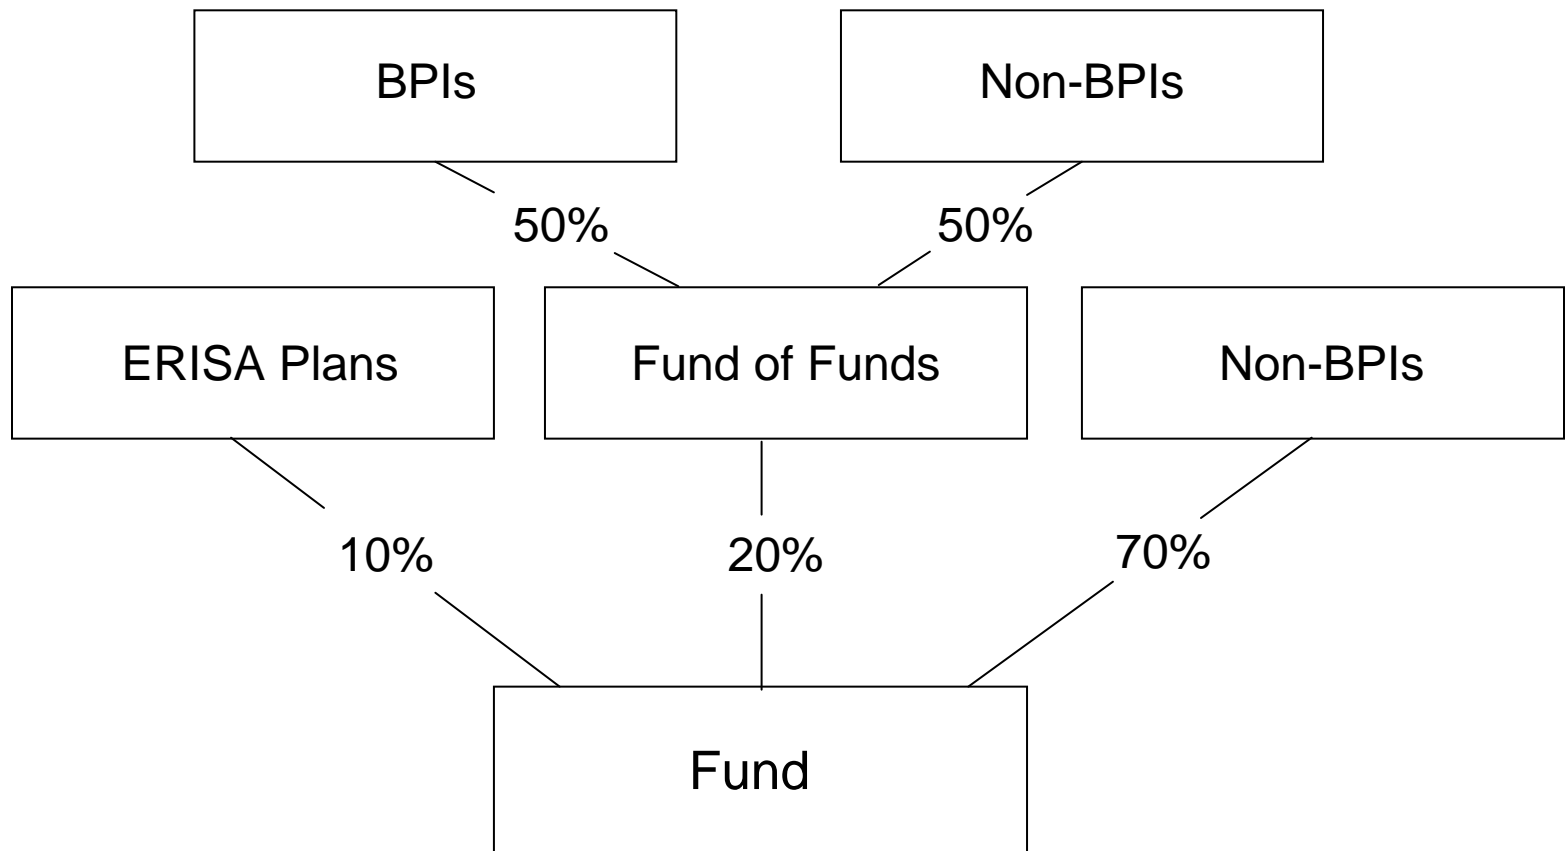 BPIs
Non-BPIs
50%
50%
ERISA Plans
Fund of Funds
Non-BPIs
10%
20%
70%
Fund